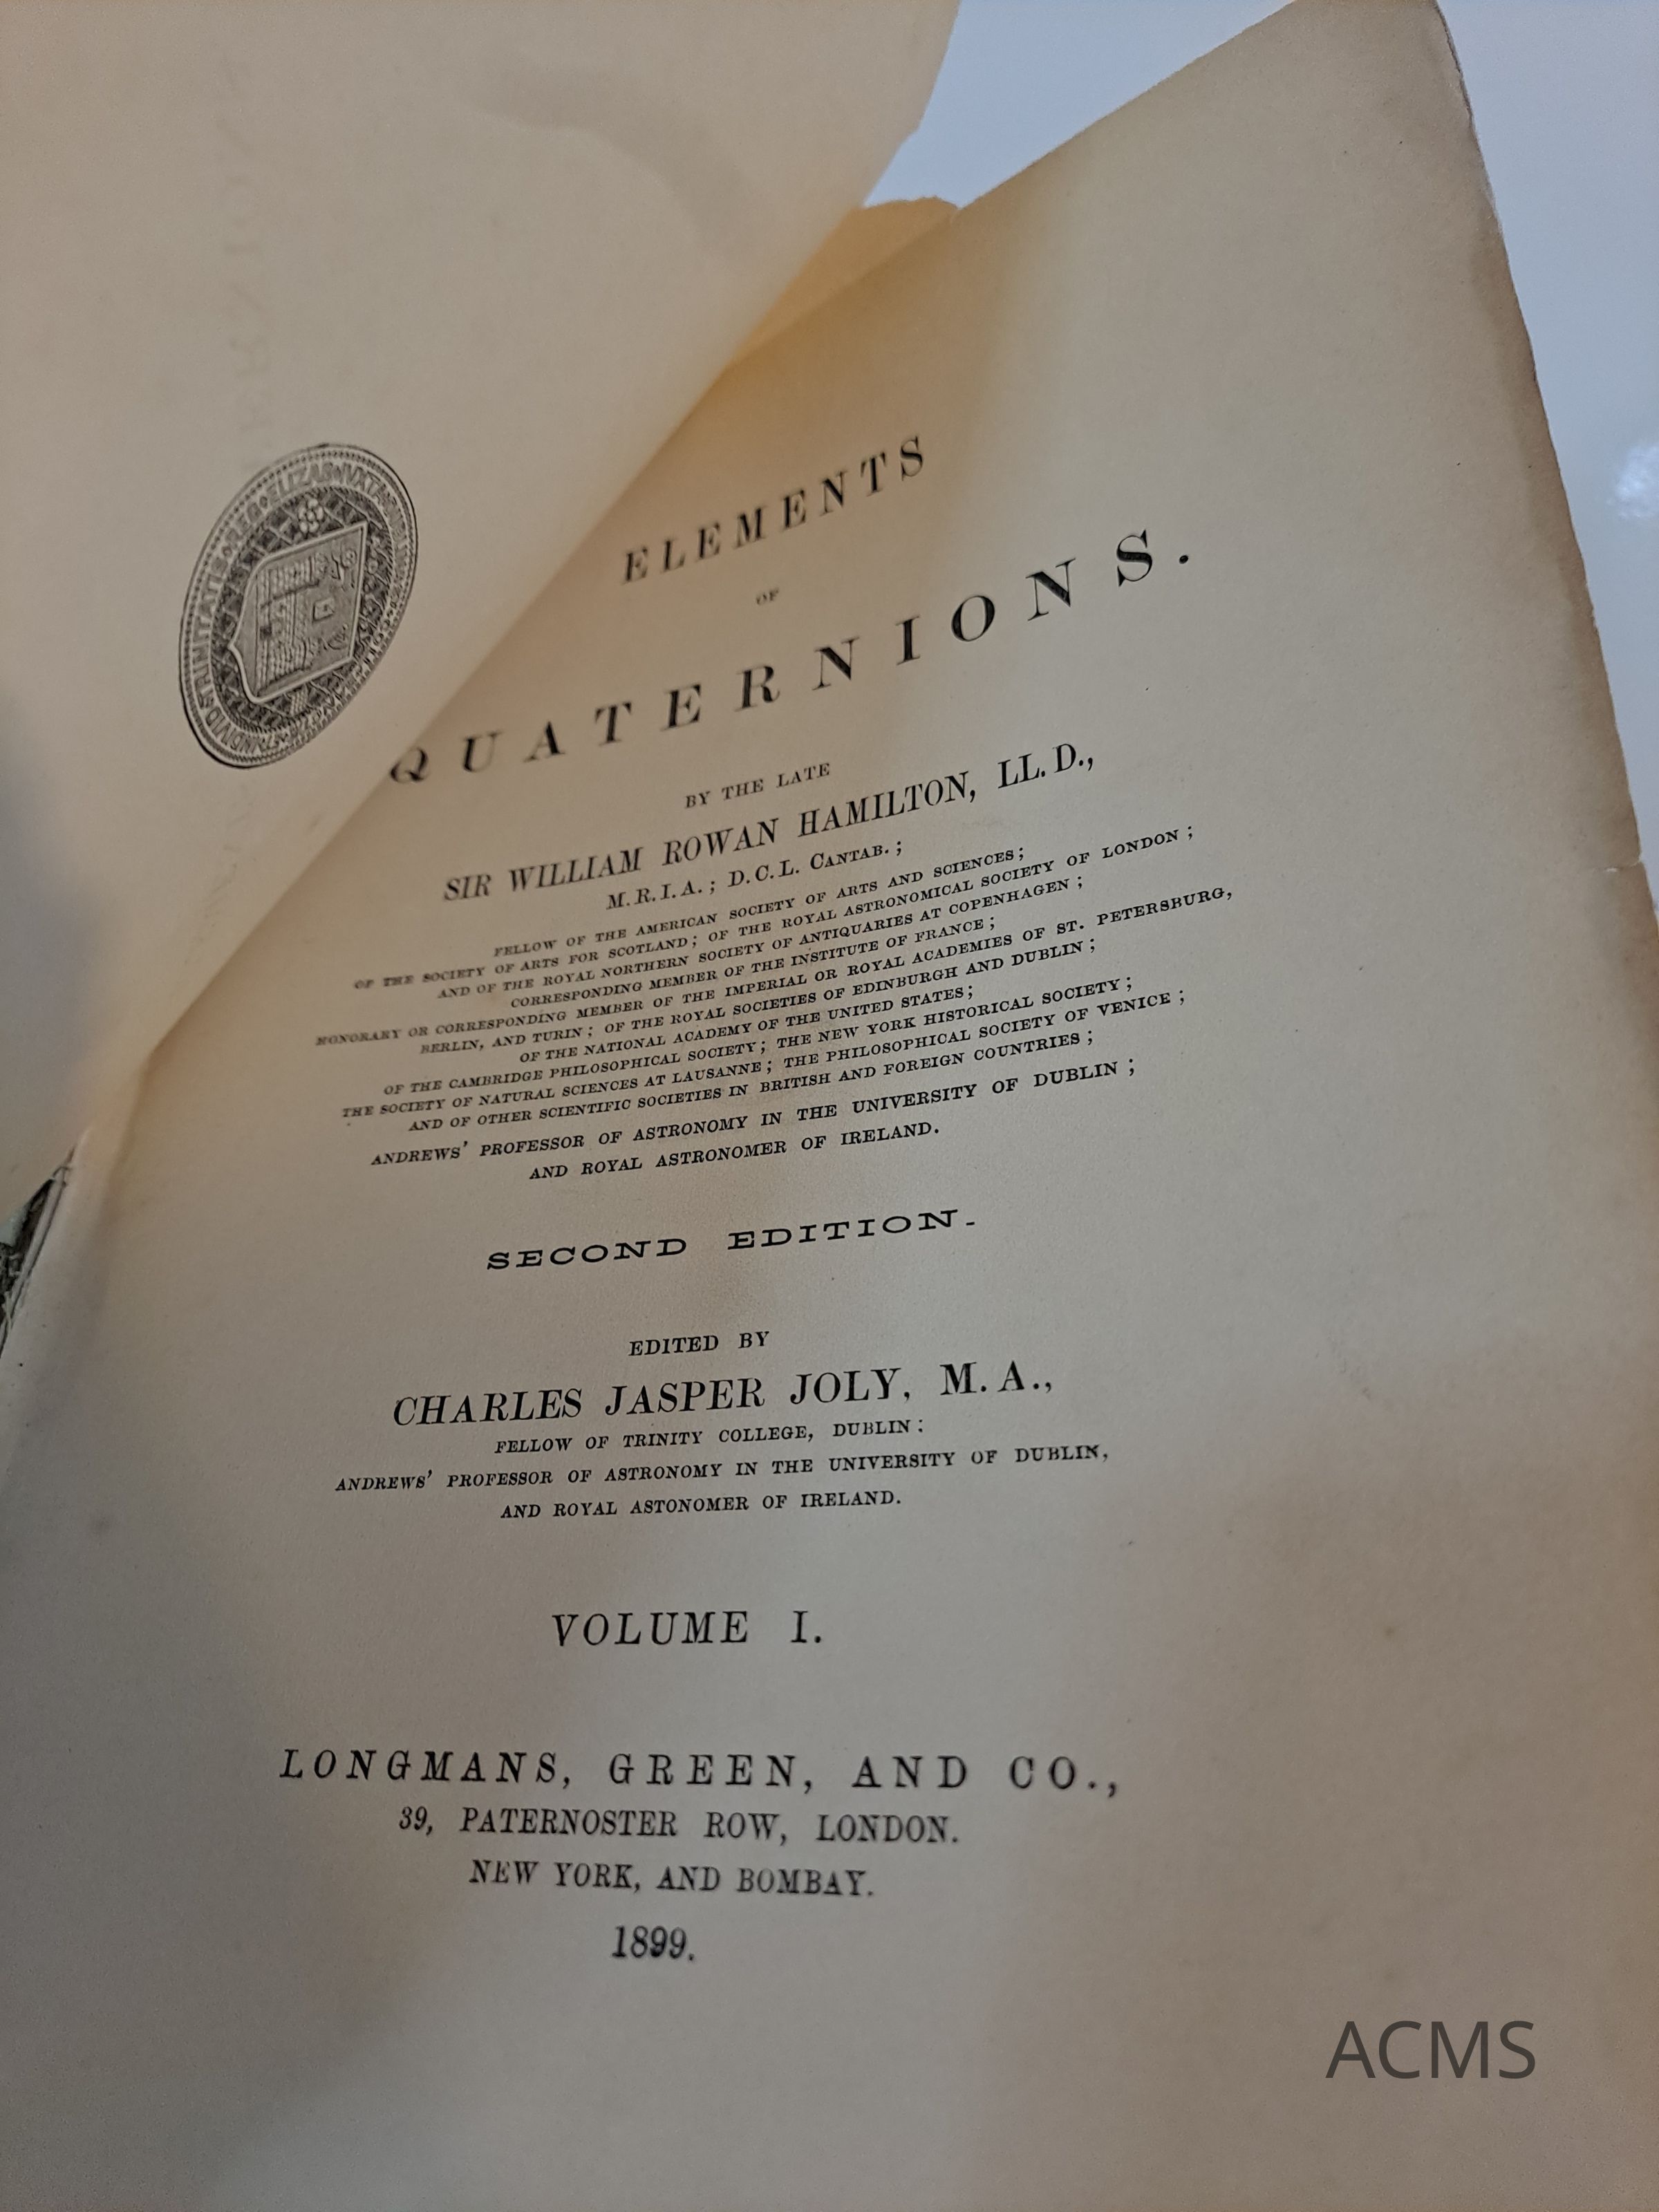 ELEMENTS
OF
QUATERNIONS.
BY THE LATE
SIR WILLIAM ROWAN HAMILTON, LL.D.,
M.R.I.A.; D.C.L. CANTAB.;
FELLOW OF THE AMERICAN SOCIETY OF ARTS AND SCIENCES;
OF THE SOCIETY OF ARTS FOR SCOTLAND; OF THE ROYAL ASTRONOMICAL SOCIETY OF LONDON;
AND OF THE ROYAL NORTHERN SOCIETY OF ANTIQUARIES AT COPENHAGEN;
CORRESPONDING MEMBER OF THE INSTITUTE OF FRANCE;
HONORARY OR CORRESPONDING MEMBER OF THE IMPERIAL OR ROYAL ACADEMIES OF ST. PETERSBURG,
BERLIN, AND TURIN; OF THE ROYAL SOCIETIES OF EDINBURGH AND DUBLIN;
OF THE NATIONAL ACADEMY OF THE UNITED STATES;
OF THE CAMBRIDGE PHILOSOPHICAL SOCIETY; THE NEW YORK HISTORICAL SOCIETY;
THE SOCIETY OF NATURAL SCIENCES AT LAUSANNE; THE PHILOSOPHICAL SOCIETY OF VENICE;
AND OF OTHER SCIENTIFIC SOCIETIES IN BRITISH AND FOREIGN COUNTRIES;
ANDREWS' PROFESSOR OF ASTRONOMY IN THE UNIVERSITY OF DUBLIN;
AND ROYAL ASTRONOMER OF IRELAND.
SECOND EDITION.
EDITED BY
CHARLES JASPER JOLY, M.A.,
FELLOW OF TRINITY COLLEGE, DUBLIN;
ANDREWS' PROFESSOR OF ASTRONOMY IN THE UNIVERSITY OF DUBLIN,
AND ROYAL ASTONOMER OF IRELAND.
VOLUME I.
LONGMANS, GREEN, AND CO.,
39, PATERNOSTER ROW, LONDON.
NEW YORK, AND BOMBAY.
1899.
ACMS